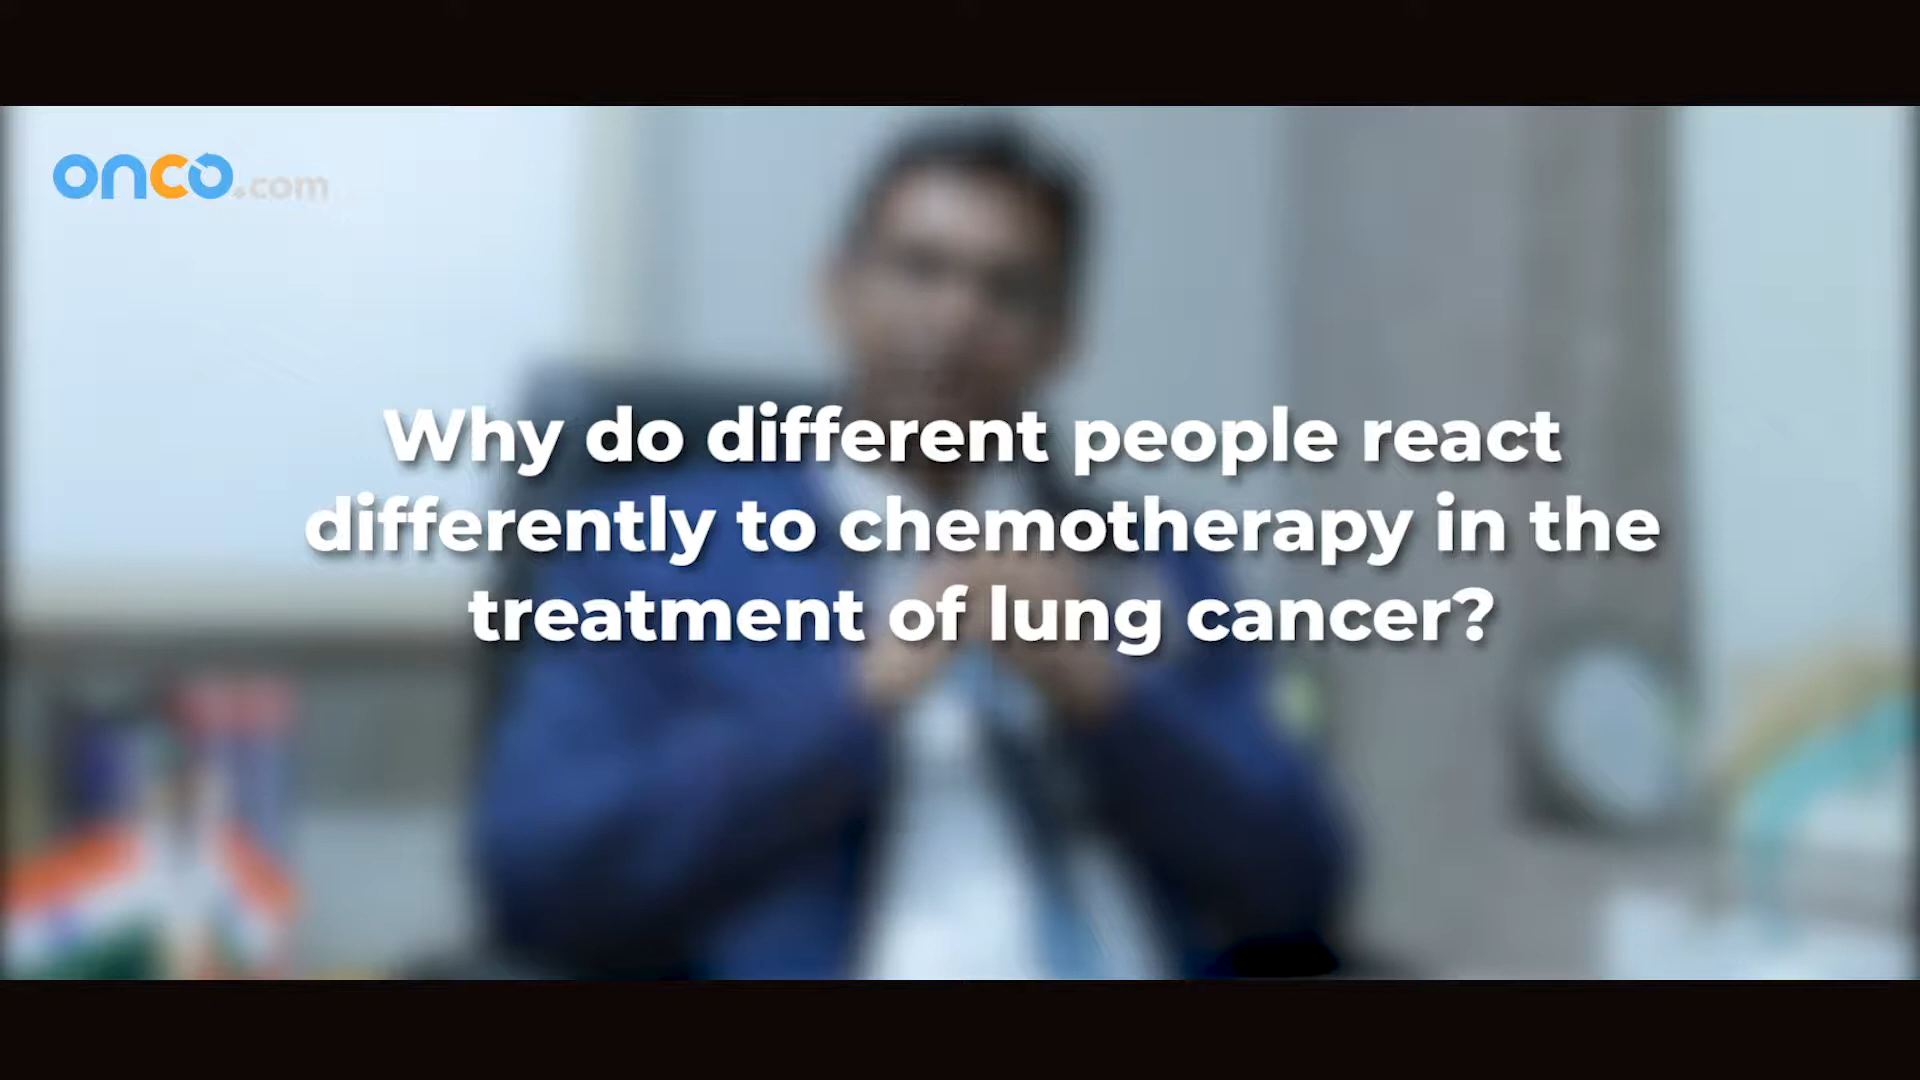 onco.com
Why do different people react
differently to chemotherapy in the
treatment of lung cancer?